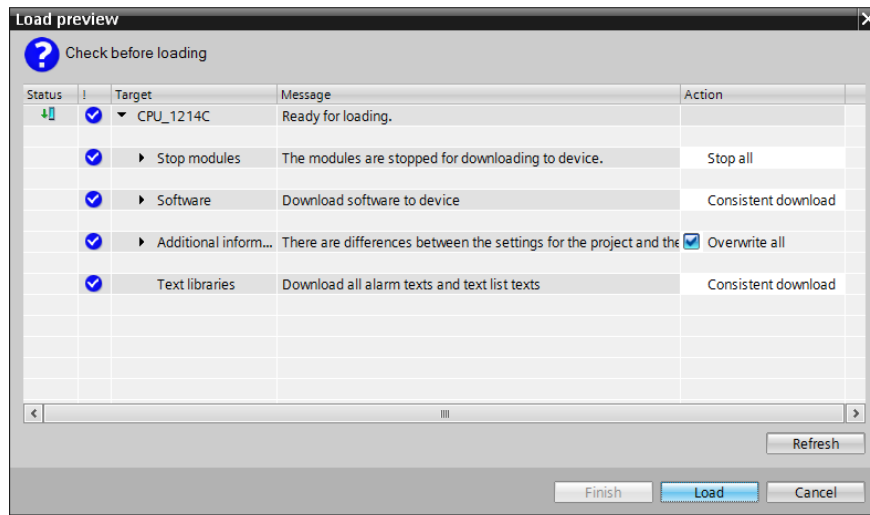 Load preview
Check before loading
Status ! Target Message Action
CPU_1214C Ready for loading.
Stop modules The modules are stopped for downloading to device. Stop all
Software Download software to device Consistent download
Additional inform... There are differences between the settings for the project and the Overwrite all
Text libraries Download all alarm texts and text list texts Consistent download
Refresh
Finish Load Cancel